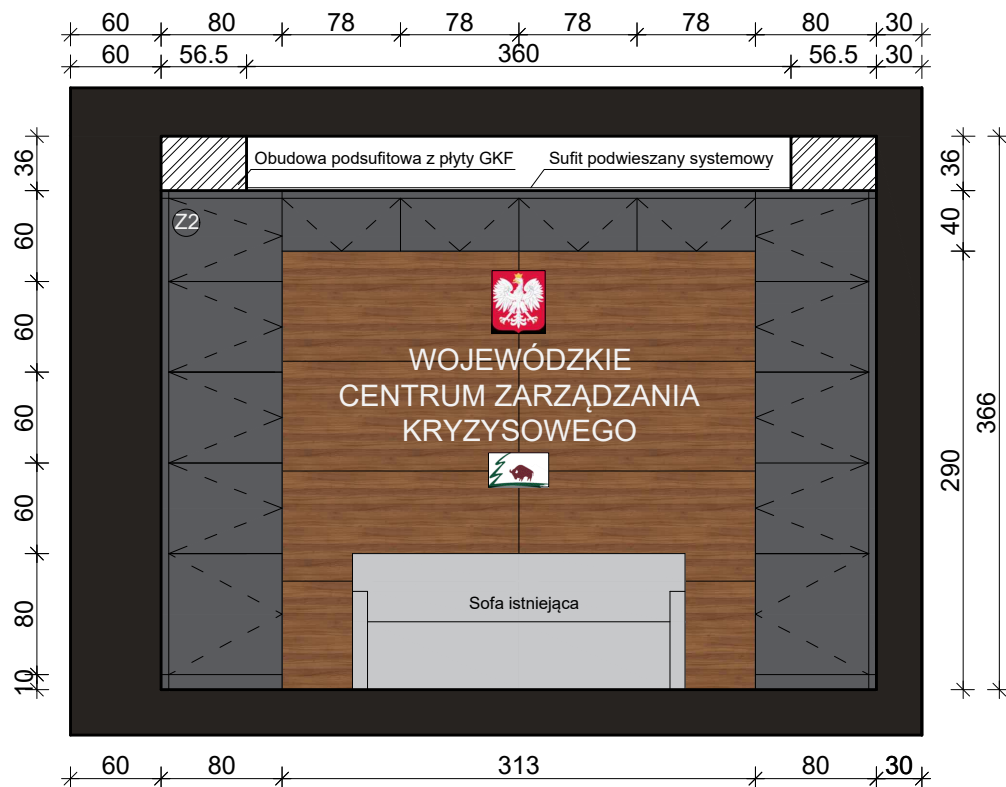 60 80 78 78 78 78 80 30
60 56.5 360 56.5 30
36
60
60
60
60
80
10
Obudowa podsufitowa z płyty GKF
Sufit podwieszany systemowy
Z2
WOJEWÓDZKIE
CENTRUM ZARZĄDZANIA
KRYZYSOWEGO
Sofa istniejąca
36
40
290
366
60 80 313 80 30